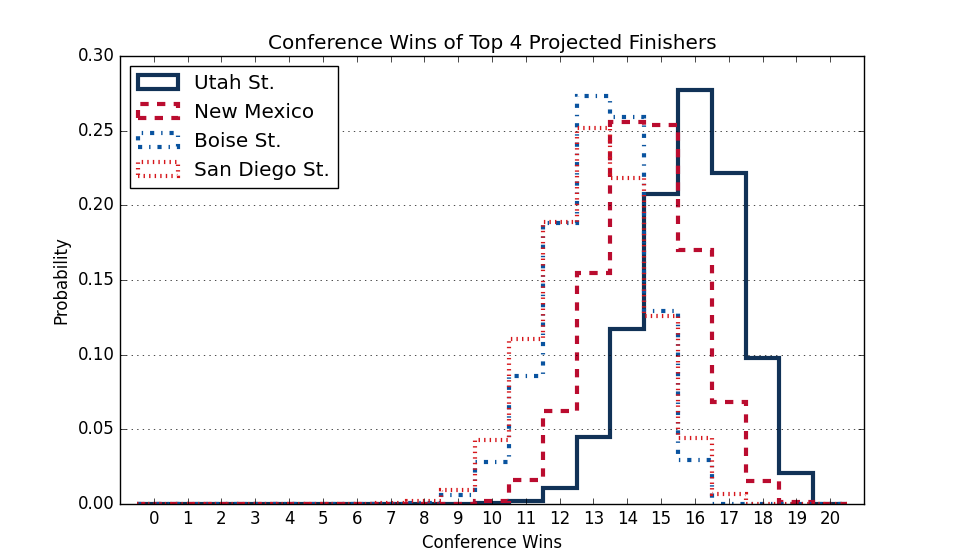 Conference Wins of Top 4 Projected Finishers
0.30
0.25
0.20
0.15
0.10
0.05
0.00
Probability
Utah St.
New Mexico
Boise St.
San Diego St.
0 1 2 3 4 5 6 7 8 9 10 11 12 13 14 15 16 17 18 19 20
Conference Wins